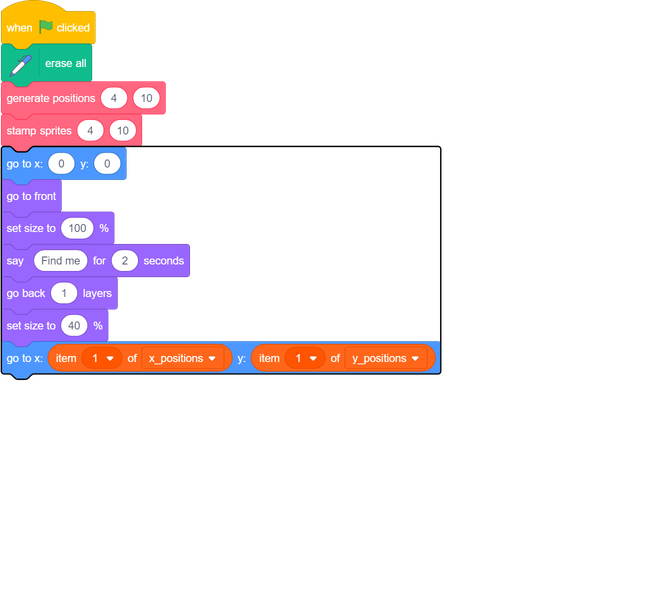 when clicked
erase all
generate positions 4 10
stamp sprites 4 10
go to x: 0 y: 0
go to front
set size to 100 %
say Find me for 2 seconds
go back 1 layers
set size to 40 %
go to x: item 1 of x_positions y: item 1 of y_positions